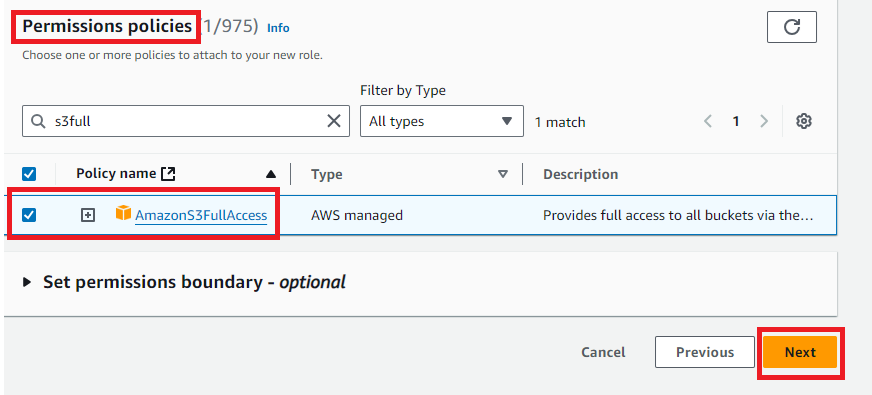 Permissions policies (1/975) Info
Choose one or more policies to attach to your new role.
Filter by Type
s3full All types 1 match 1
Policy name Type Description
AmazonS3FullAccess AWS managed Provides full access to all buckets via the…
Set permissions boundary - optional
Cancel Previous Next